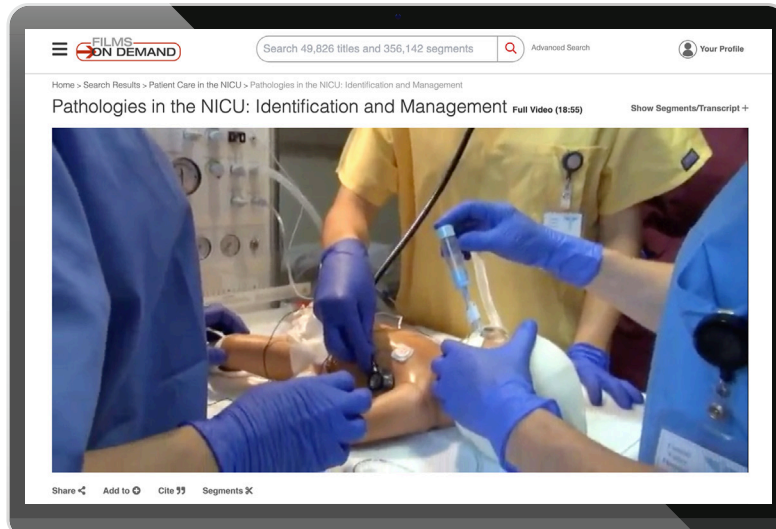 FILMS
ON DEMAND
Search 49,826 titles and 356,142 segments
Advanced Search
Your Profile
Home > Search Results > Patient Care in the NICU > Pathologies in the NICU: Identification and Management
Pathologies in the NICU: Identification and Management Full Video (18:55)
Show Segments/Transcript +
Share
Add to
Cite
Segments